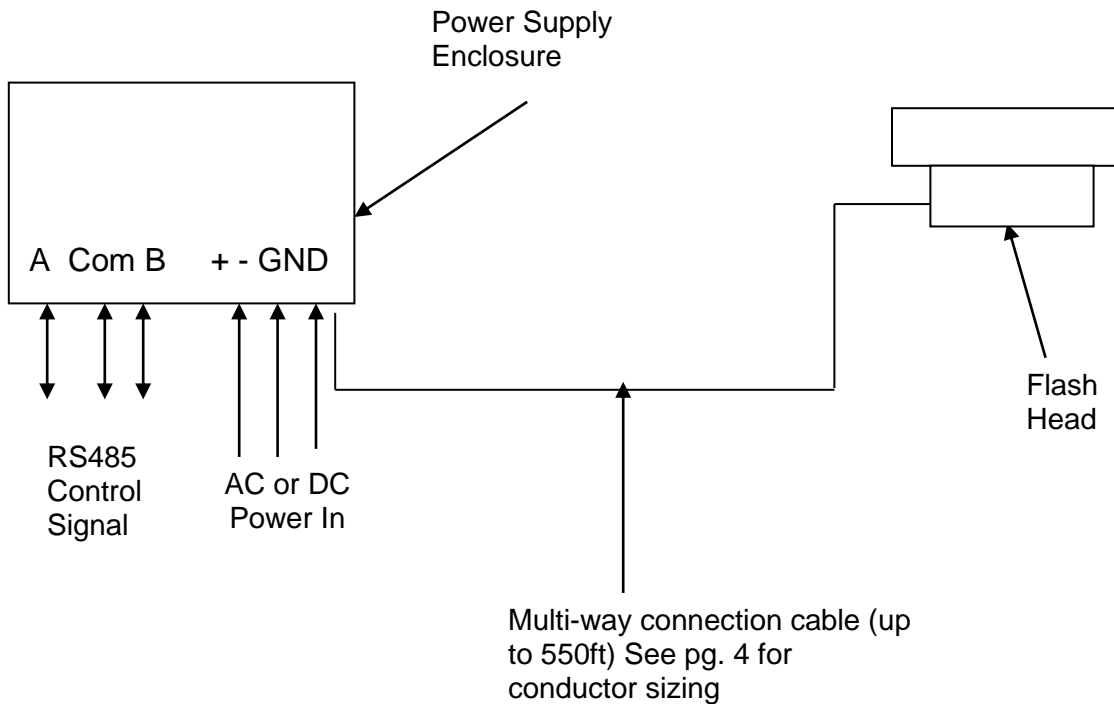 Power Supply
Enclosure
A Com B + - GND
RS485
Control
Signal
AC or DC
Power In
Flash
Head
Multi-way connection cable (up
to 550ft) See pg. 4 for
conductor sizing